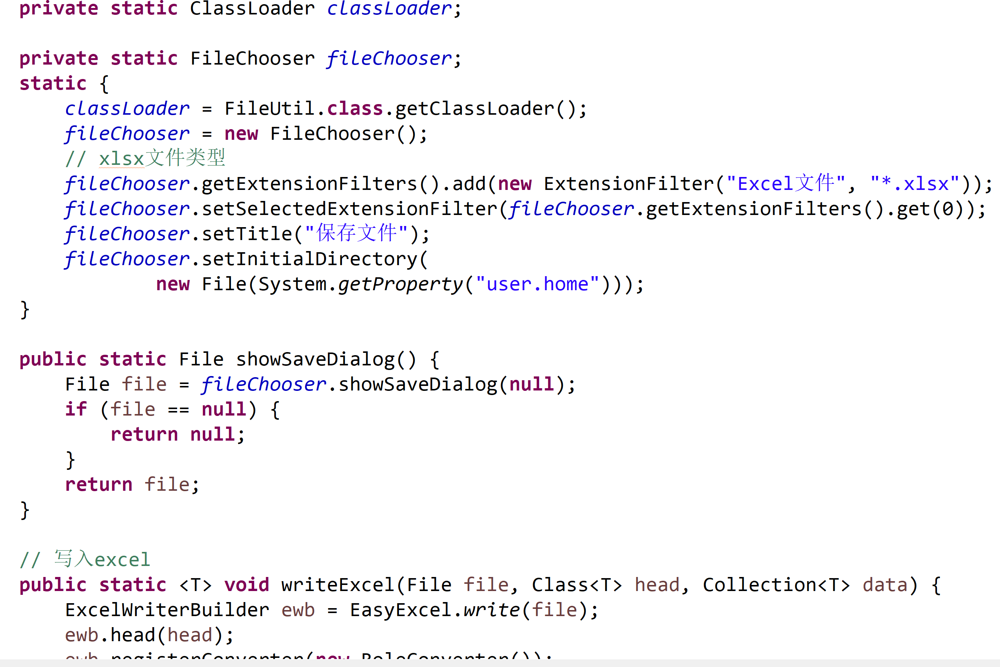 private static ClassLoader classLoader;
private static FileChooser fileChooser;
static {
classLoader = FileUtil.class.getClassLoader();
fileChooser = new FileChooser();
// xlsx文件类型
fileChooser.getExtensionFilters().add(new ExtensionFilter("Excel文件", "*.xlsx"));
fileChooser.setSelectedExtensionFilter(fileChooser.getExtensionFilters().get(0));
fileChooser.setTitle("保存文件");
fileChooser.setInitialDirectory(
new File(System.getProperty("user.home")));
}
public static File showSaveDialog() {
File file = fileChooser.showSaveDialog(null);
if (file == null) {
return null;
}
return file;
}
// 写入excel
public static <T> void writeExcel(File file, Class<T> head, Collection<T> data) {
ExcelWriterBuilder ewb = EasyExcel.write(file);
ewb.head(head);
ewb.registerConverter(new RoleConverter());